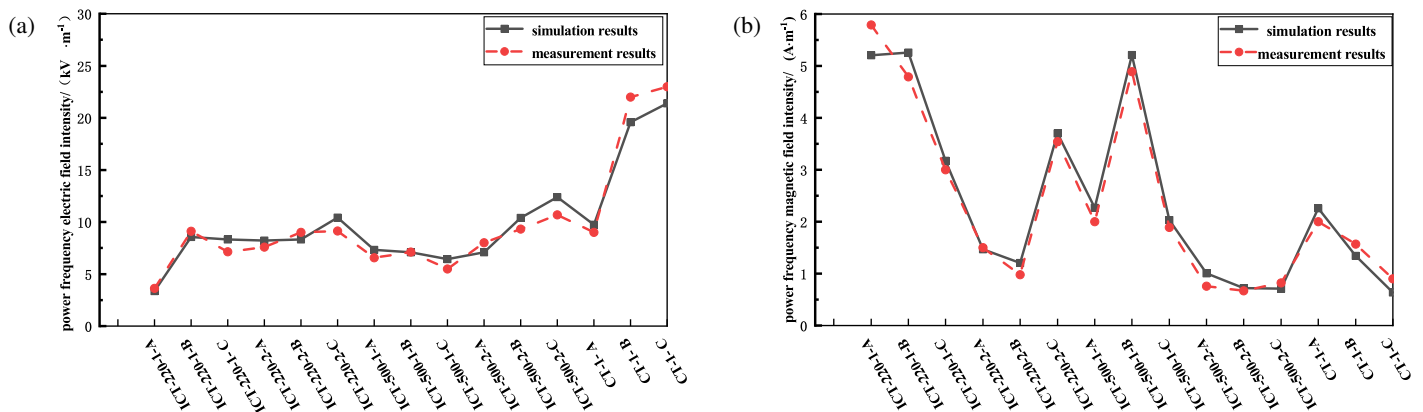 (a)
simulation results
measurement results
power frequency dectric field intensity/（kV ·m-1）
30
25
20
15
10
5
0
ICT-220-1-A
ICT-220-1-B
ICT-220-1-C
ICT-220-2-A
ICT-220-2-B
ICT-220-2-C
ICT-500-1-A
ICT-500-1-B
ICT-500-1-C
ICT-500-2-A
ICT-500-2-B
ICT-500-2-C
CT-1-A
CT-1-B
CT-1-C
(b)
simulation results
measurement results
power frequency magnetic field intensity/ (A·m-1)
6
5
4
3
2
1
0
ICT-220-1-A
ICT-220-1-B
ICT-220-1-C
ICT-220-2-A
ICT-220-2-B
ICT-220-2-C
ICT-500-1-A
ICT-500-1-B
ICT-500-1-C
ICT-500-2-A
ICT-500-2-B
ICT-500-2-C
CT-1-A
CT-1-B
CT-1-C